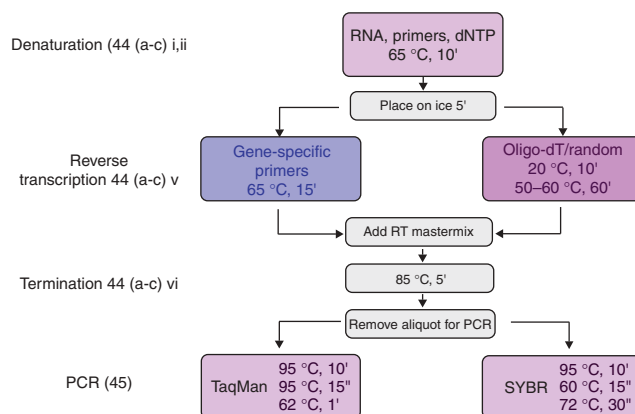 Denaturation (44 (a-c) i,ii
RNA, primers, dNTP
65 °C, 10'
Place on ice 5'
Reverse
transcription 44 (a-c) v
Gene-specific
primers
65 °C, 15'
Oligo-dT/random
20 °C, 10'
50–60 °C, 60'
Add RT mastermix
Termination 44 (a-c) vi
85 °C, 5'
Remove aliquot for PCR
PCR (45)
TaqMan
95 °C, 10'
95 °C, 15"
62 °C, 1'
SYBR
95 °C, 10'
60 °C, 15"
72 °C, 30"